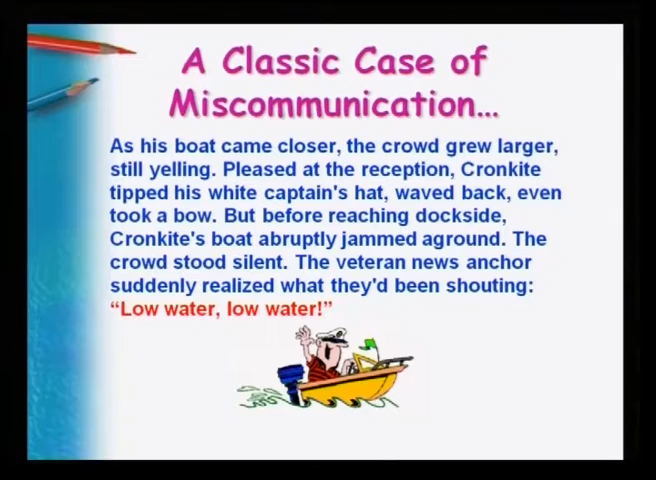 A Classic Case of
Miscommunication...
As his boat came closer, the crowd grew larger,
still yelling. Pleased at the reception, Cronkite
tipped his white captain's hat, waved back, even
took a bow. But before reaching dockside,
Cronkite's boat abruptly jammed aground. The
crowd stood silent. The veteran news anchor
suddenly realized what they'd been shouting:
“Low water, low water!”